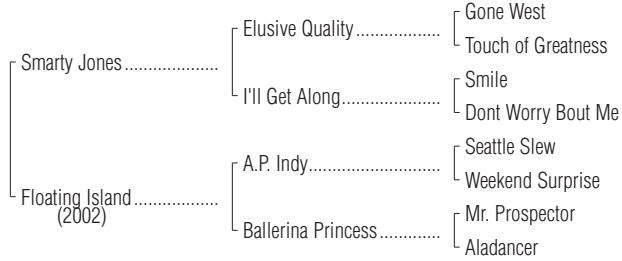 Gone West
Elusive Quality...................
Touch of Greatness
Smarty Jones....................
Smile
I'll Get Along.....................
Dont Worry Bout Me
Seattle Slew
A.P. Indy............................
Weekend Surprise
Floating Island..................
(2002)
Mr. Prospector
Ballerina Princess.............
Aladancer